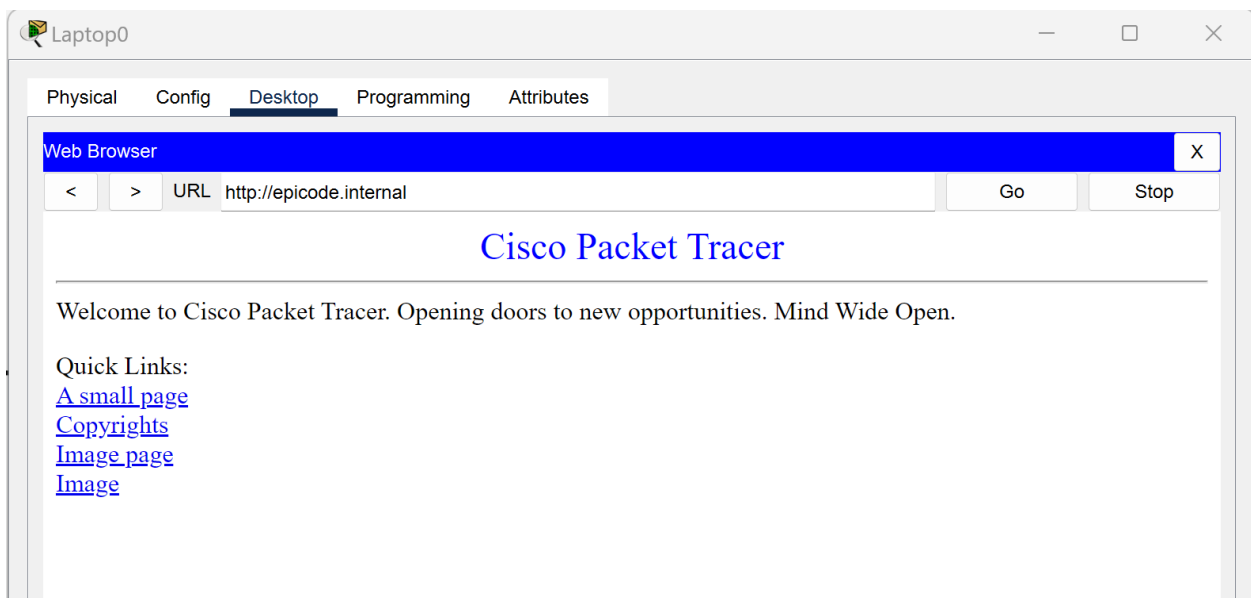 Laptop0
Physical Config Desktop Programming Attributes
Web Browser X
< > URL http://epicode.internal Go Stop
Cisco Packet Tracer
Welcome to Cisco Packet Tracer. Opening doors to new opportunities. Mind Wide Open.
Quick Links:
A small page
Copyrights
Image page
Image